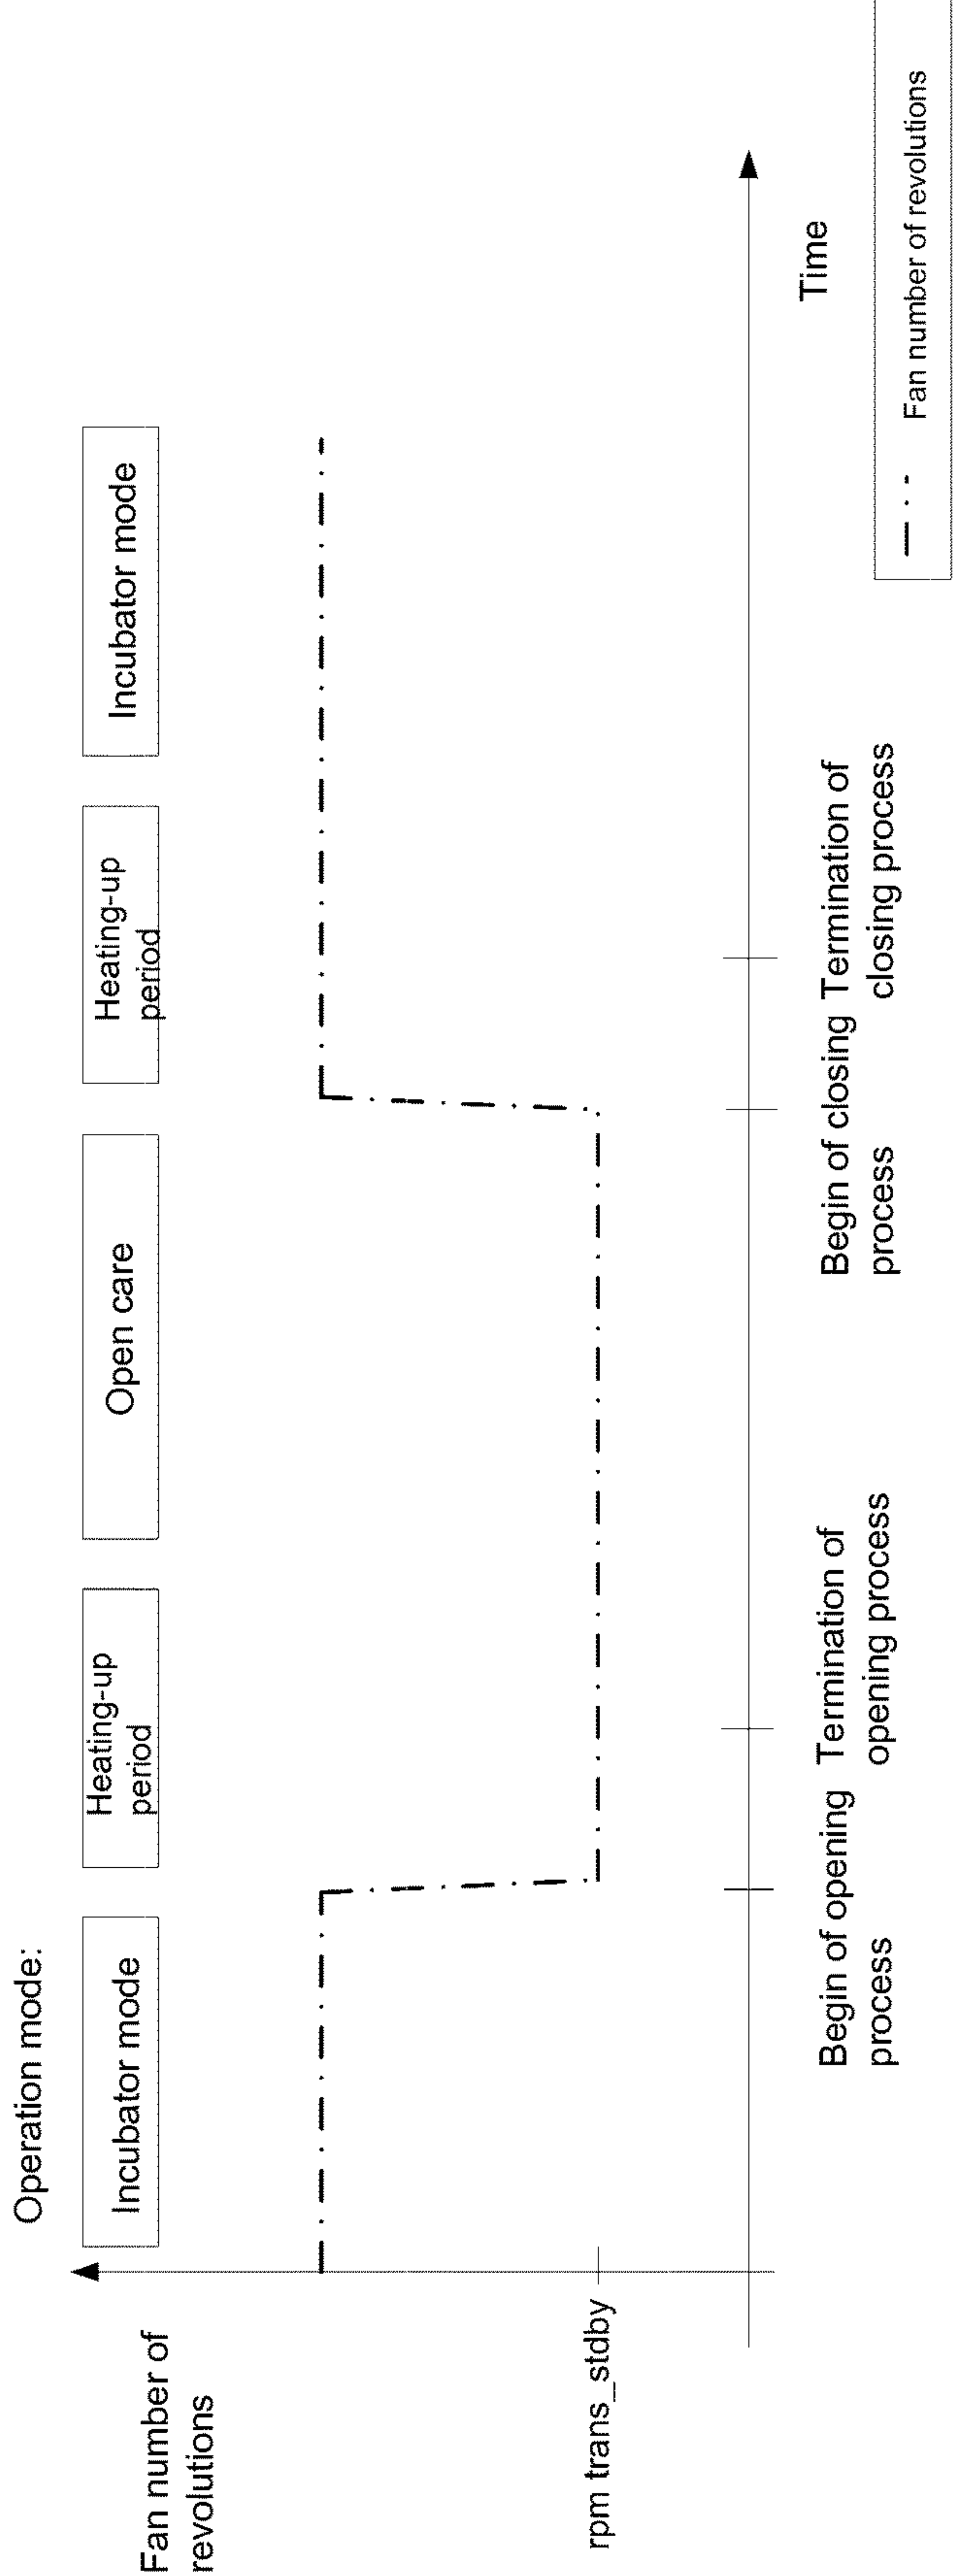 Operation mode:
Incubator mode
Heating-up
period
Open care
Heating-up
period
Incubator mode
Fan number of
revolutions
rpm trans_stdby
Time
Begin of opening
process
Termination of
opening process
Begin of closing
process
Termination of
closing process
Fan number of revolutions